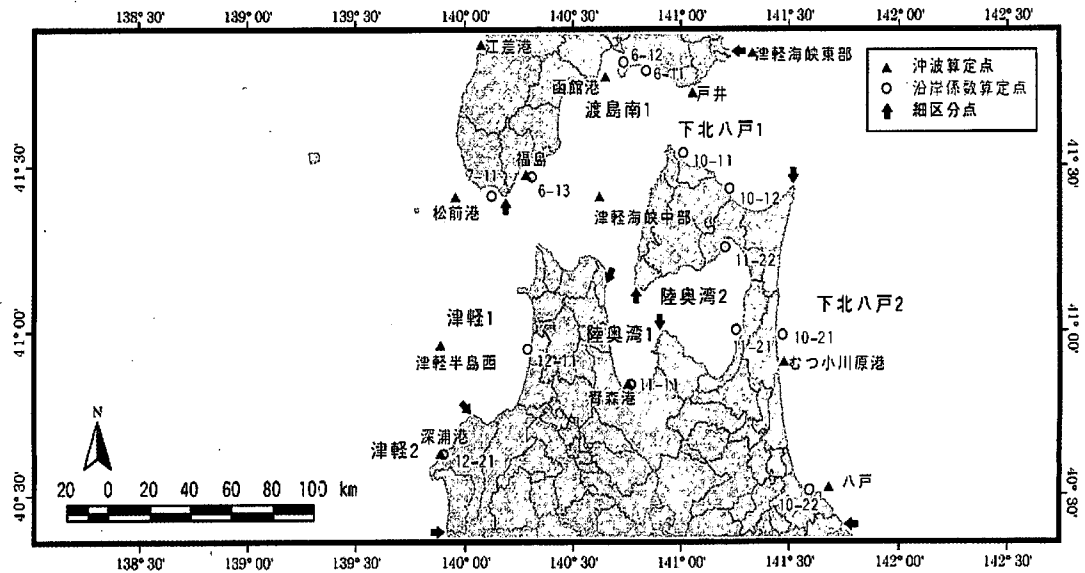 138° 30' 139° 00' 139° 30' 140° 00' 140° 30' 141° 00' 141° 30' 142° 00' 142° 30'
江差港
6-12
6-11
津軽海峡東部
函館港
戸井
渡島南1
▲ 沖波算定点
○ 沿岸係数算定点
細区分点
下北八戸1
41° 30'
41° 30'
福島
7-11
6-13
10-11
10-12
松前港
津軽海峡中部
11-22
陸奥湾2
下北八戸2
津軽1
陸奥湾1
41° 00'
41° 00'
津軽半島西
12-11
11-21
10-21
むつ小川原港
青森港
11-11
N
津軽2
深浦港
12-21
八戸
10-22
40° 30'
40° 30'
20 0 20 40 60 80 100 km
138° 30' 139° 00' 139° 30' 140° 00' 140° 30' 141° 00' 141° 30' 142° 00' 142° 30'